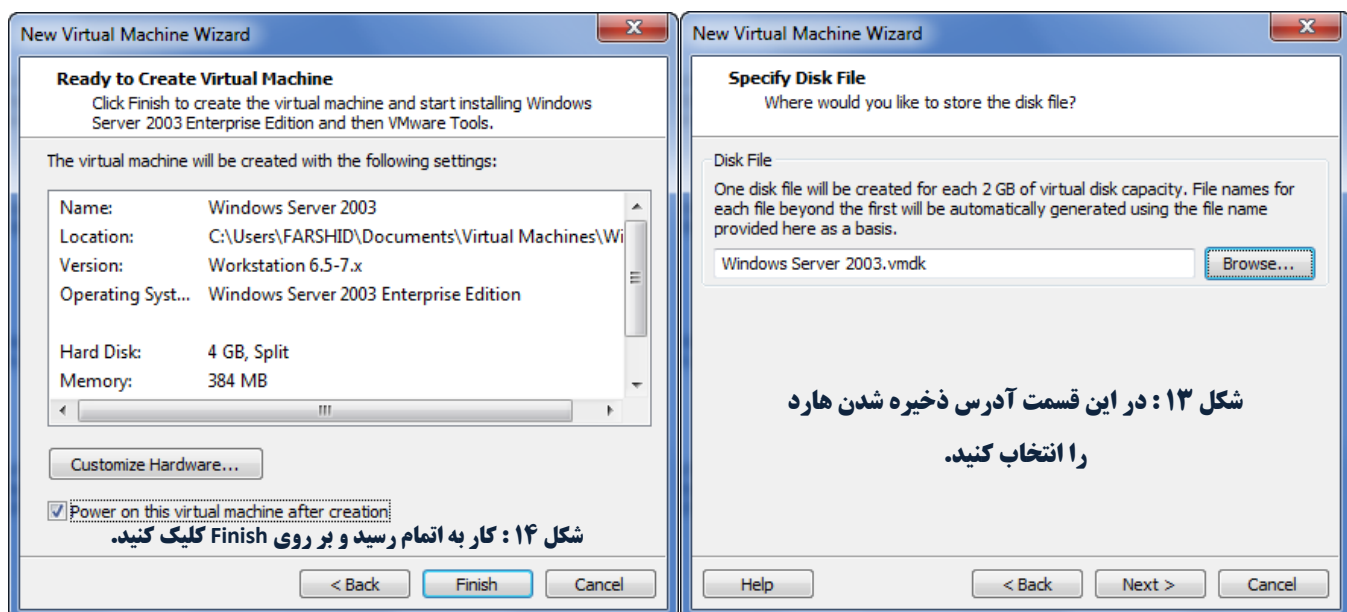 New Virtual Machine Wizard
Ready to Create Virtual Machine
Click Finish to create the virtual machine and start installing Windows
Server 2003 Enterprise Edition and then VMware Tools.
The virtual machine will be created with the following settings:
Name: Windows Server 2003
Location: C:\Users\FARSHID\Documents\Virtual Machines\Wi
Version: Workstation 6.5-7.x
Operating Syst... Windows Server 2003 Enterprise Edition
Hard Disk: 4 GB, Split
Memory: 384 MB
Customize Hardware...
Power on this virtual machine after creation
شکل ۱۴ : کار به اتمام رسید و بر روی Finish کلیک کنید.
< Back Finish Cancel
New Virtual Machine Wizard
Specify Disk File
Where would you like to store the disk file?
Disk File
One disk file will be created for each 2 GB of virtual disk capacity. File names for
each file beyond the first will be automatically generated using the file name
provided here as a basis.
Windows Server 2003.vmdk Browse...
شکل ۱۳ : در این قسمت آدرس ذخیره شدن هارد
را انتخاب کنید.
Help < Back Next > Cancel